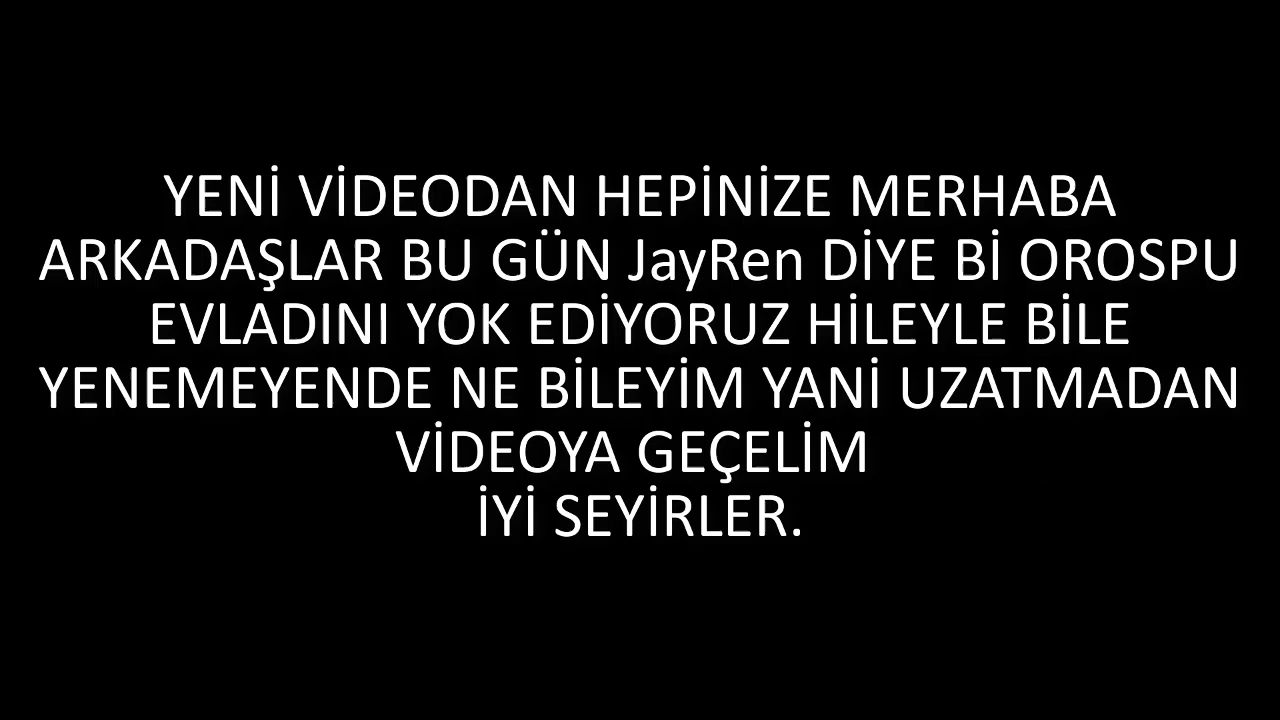 YENİ VİDEODAN HEPİNİZE MERHABA
ARKADAŞLAR BU GÜN JayRen DİYE Bİ OROSPU
EVLADINI YOK EDİYORUZ HİLEYLE BİLE
YENEMEYENDE NE BİLEYİM YANİ UZATMADAN
VİDEOYA GEÇELİM
İYİ SEYİRLER.